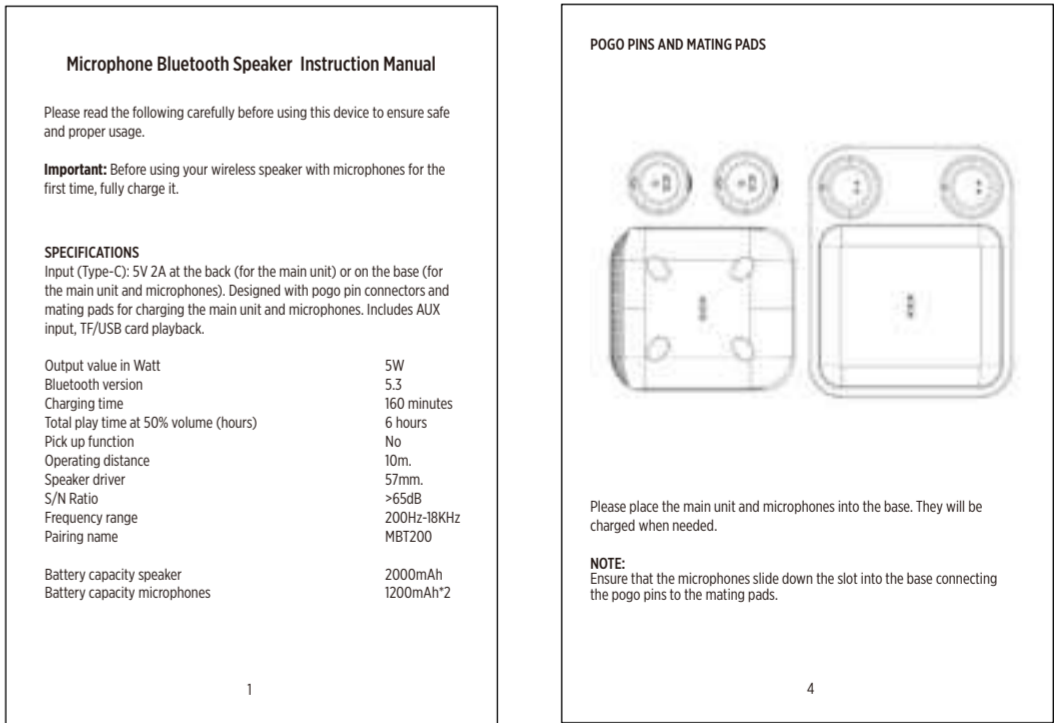 Microphone Bluetooth Speaker Instruction Manual
Please read the following carefully before using this device to ensure safe
and proper usage.
Important: Before using your wireless speaker with microphones for the
first time, fully charge it.
SPECIFICATIONS
Input (Type-C): 5V 2A at the back (for the main unit) or on the base (for
the main unit and microphones). Designed with pogo pin connectors and
mating pads for charging the main unit and microphones. Includes AUX
input, TF/USB card playback.
Output value in Watt 5W
Bluetooth version 5.3
Charging time 160 minutes
Total play time at 50% volume (hours) 6 hours
Pick up function No
Operating distance 10m.
Speaker driver 57mm.
S/N Ratio >65dB
Frequency range 200Hz-18KHz
Pairing name MBT200
Battery capacity speaker 2000mAh
Battery capacity microphones 1200mAh*2
1
POGO PINS AND MATING PADS
Please place the main unit and microphones into the base. They will be
charged when needed.
NOTE:
Ensure that the microphones slide down the slot into the base connecting
the pogo pins to the mating pads.
4